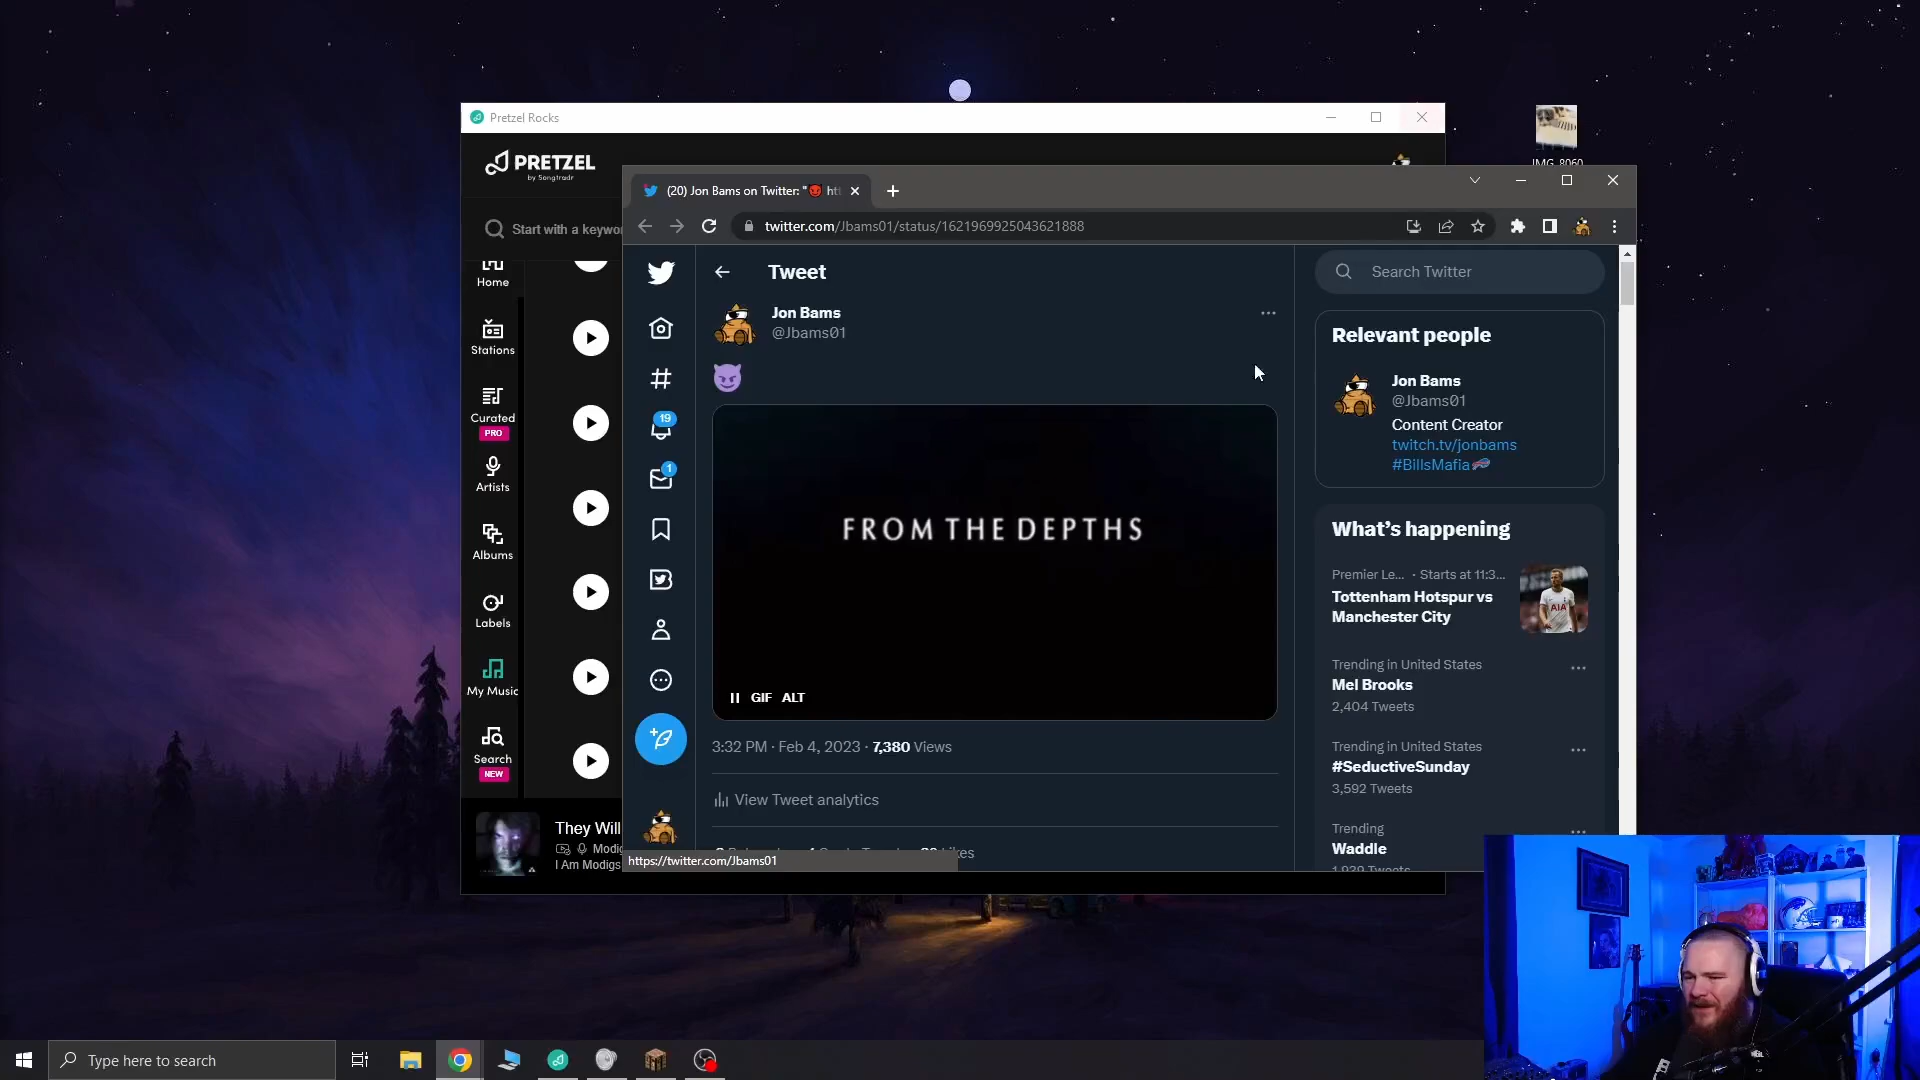 Pretzel Rocks
PRETZEL
by Songtradr
Start with a keywo
Home
Stations
Curated
PRO
Artists
Albums
Labels
My Music
Search
NEW
They Will
Modig
I Am Modigs
IMG_8060
(20) Jon Bams on Twitter: "😈 htt
twitter.com/Jbams01/status/1621969925043621888
Tweet
Jon Bams
@Jbams01
😈
FROM THE DEPTHS
GIF ALT
3:32 PM · Feb 4, 2023 · 7,380 Views
View Tweet analytics
https://twitter.com/Jbams01
19
1
Search Twitter
Relevant people
Jon Bams
@Jbams01
Content Creator
twitch.tv/jonbams
#BillsMafia
What's happening
Premier Le... · Starts at 11:3...
Tottenham Hotspur vs
Manchester City
AIA
Trending in United States
Mel Brooks
2,404 Tweets
Trending in United States
#SeductiveSunday
3,592 Tweets
Trending
Waddle
Type here to search